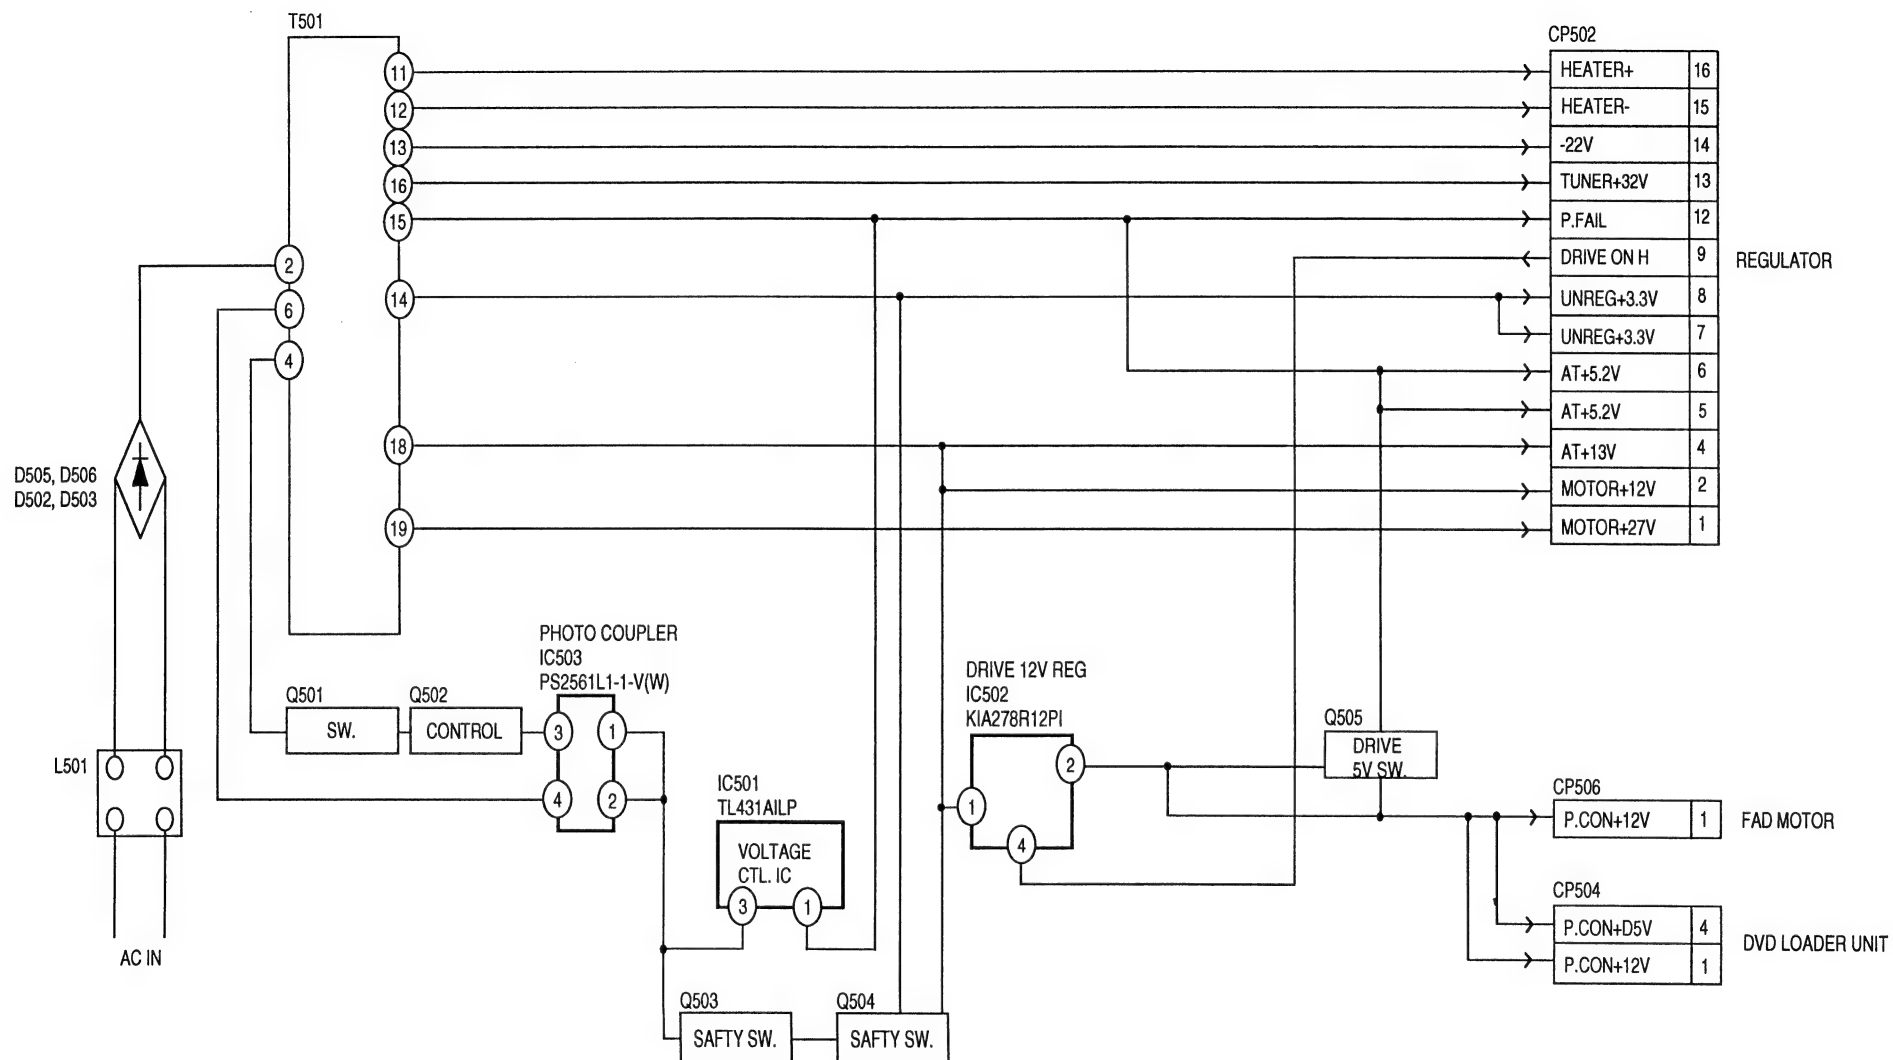 T501
11
12
13
16
15
14
18
19
2
6
4
CP502
HEATER+ 16
HEATER- 15
-22V 14
TUNER+32V 13
P.FAIL 12
DRIVE ON H 9
UNREG+3.3V 8
UNREG+3.3V 7
AT+5.2V 6
AT+5.2V 5
AT+13V 4
MOTOR+12V 2
MOTOR+27V 1
REGULATOR
D505, D506
D502, D503
L501
AC IN
Q501
SW.
Q502
CONTROL
PHOTO COUPLER
IC503
PS2561L1-1-V(W)
3
1
4
2
IC501
TL431AILP
VOLTAGE
CTL. IC
3
1
Q503
SAFTY SW.
Q504
SAFTY SW.
DRIVE 12V REG
IC502
KIA278R12PI
2
1
4
Q505
DRIVE
5V SW.
CP506
P.CON+12V 1
FAD MOTOR
CP504
P.CON+D5V 4
P.CON+12V 1
DVD LOADER UNIT